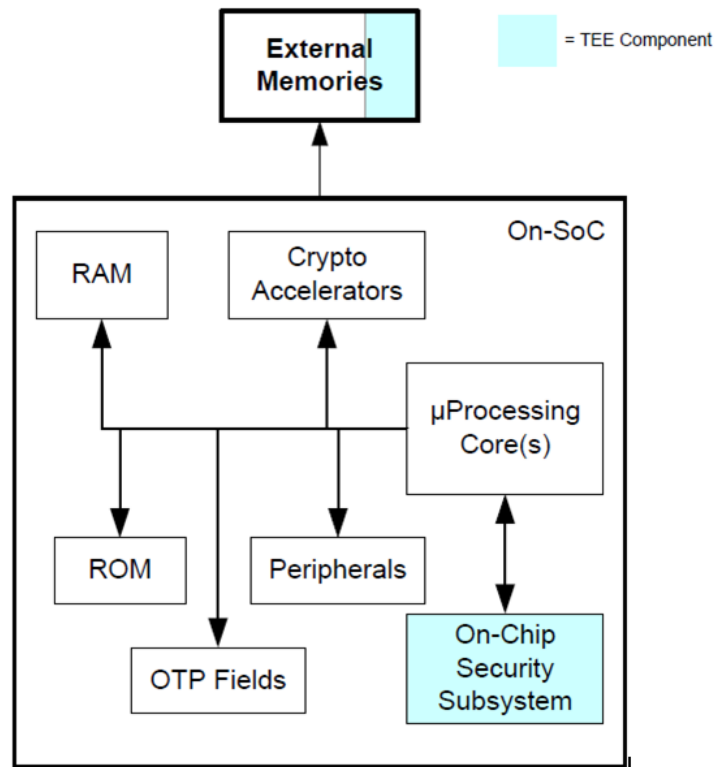 External
Memories
= TEE Component
On-SoC
RAM
Crypto
Accelerators
µProcessing
Core(s)
ROM
Peripherals
OTP Fields
On-Chip
Security
Subsystem